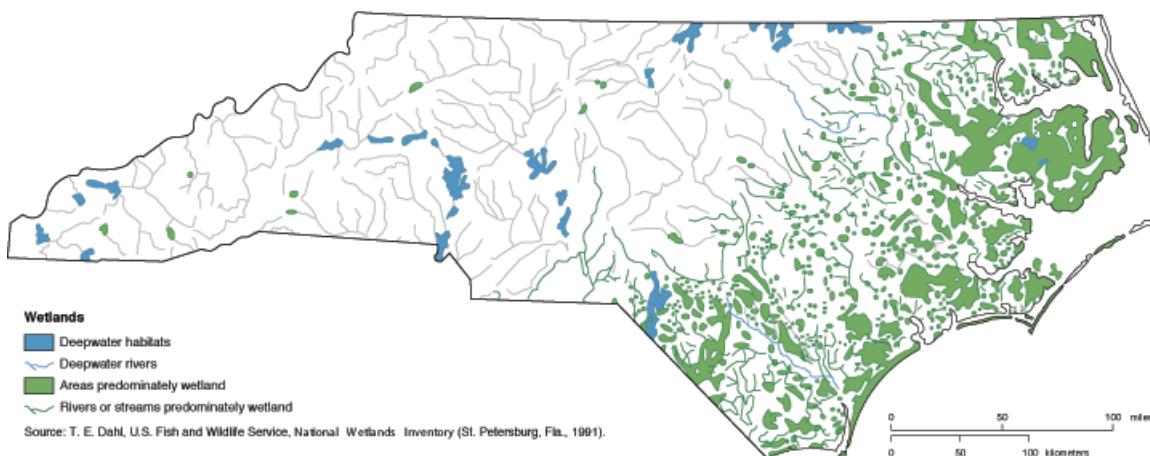 Wetlands
Deepwater habitats
Deepwater rivers
Areas predominately wetland
Rivers or streams predominately wetland
Source: T. E. Dahl, U.S. Fish and Wildlife Service, National Wetlands Inventory (St. Petersburg, Fla., 1991).
0 50 100 miles
0 50 100 kilometers